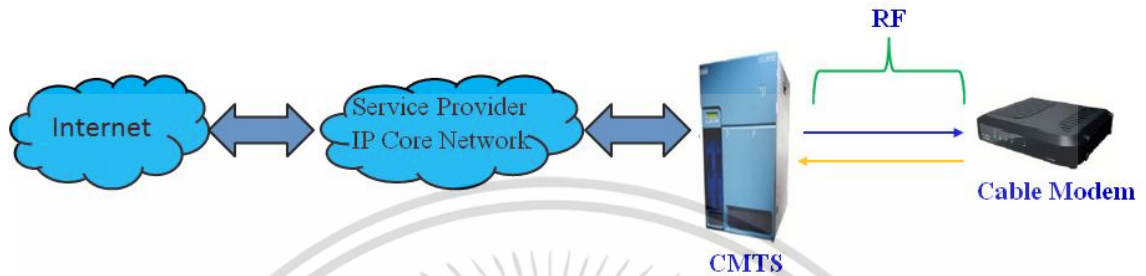 RF
Internet
Service Provider
IP Core Network
Cable Modem
CMTS